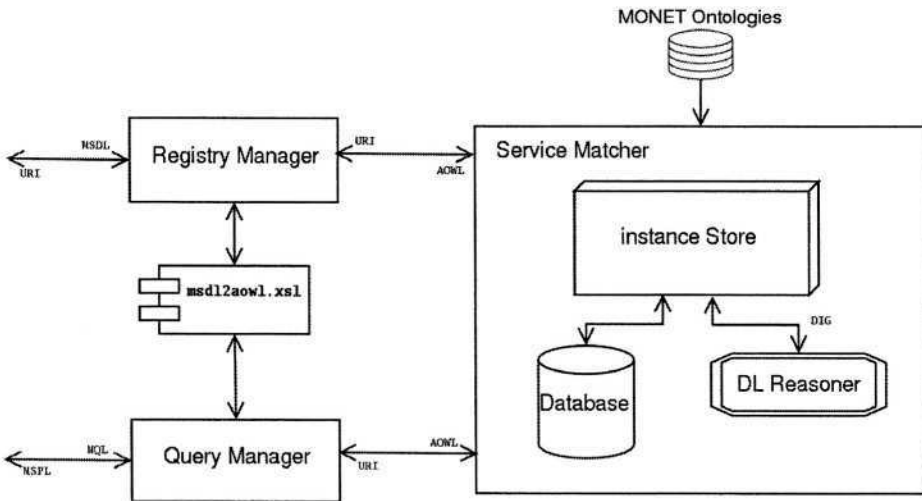 MONET Ontologies
MSDL
URI
Registry Manager
URI
AOWL
Service Matcher
instance Store
msdl2aowl.xsl
DIG
Database
DL Reasoner
MQL
MSPL
Query Manager
AOWL
URI